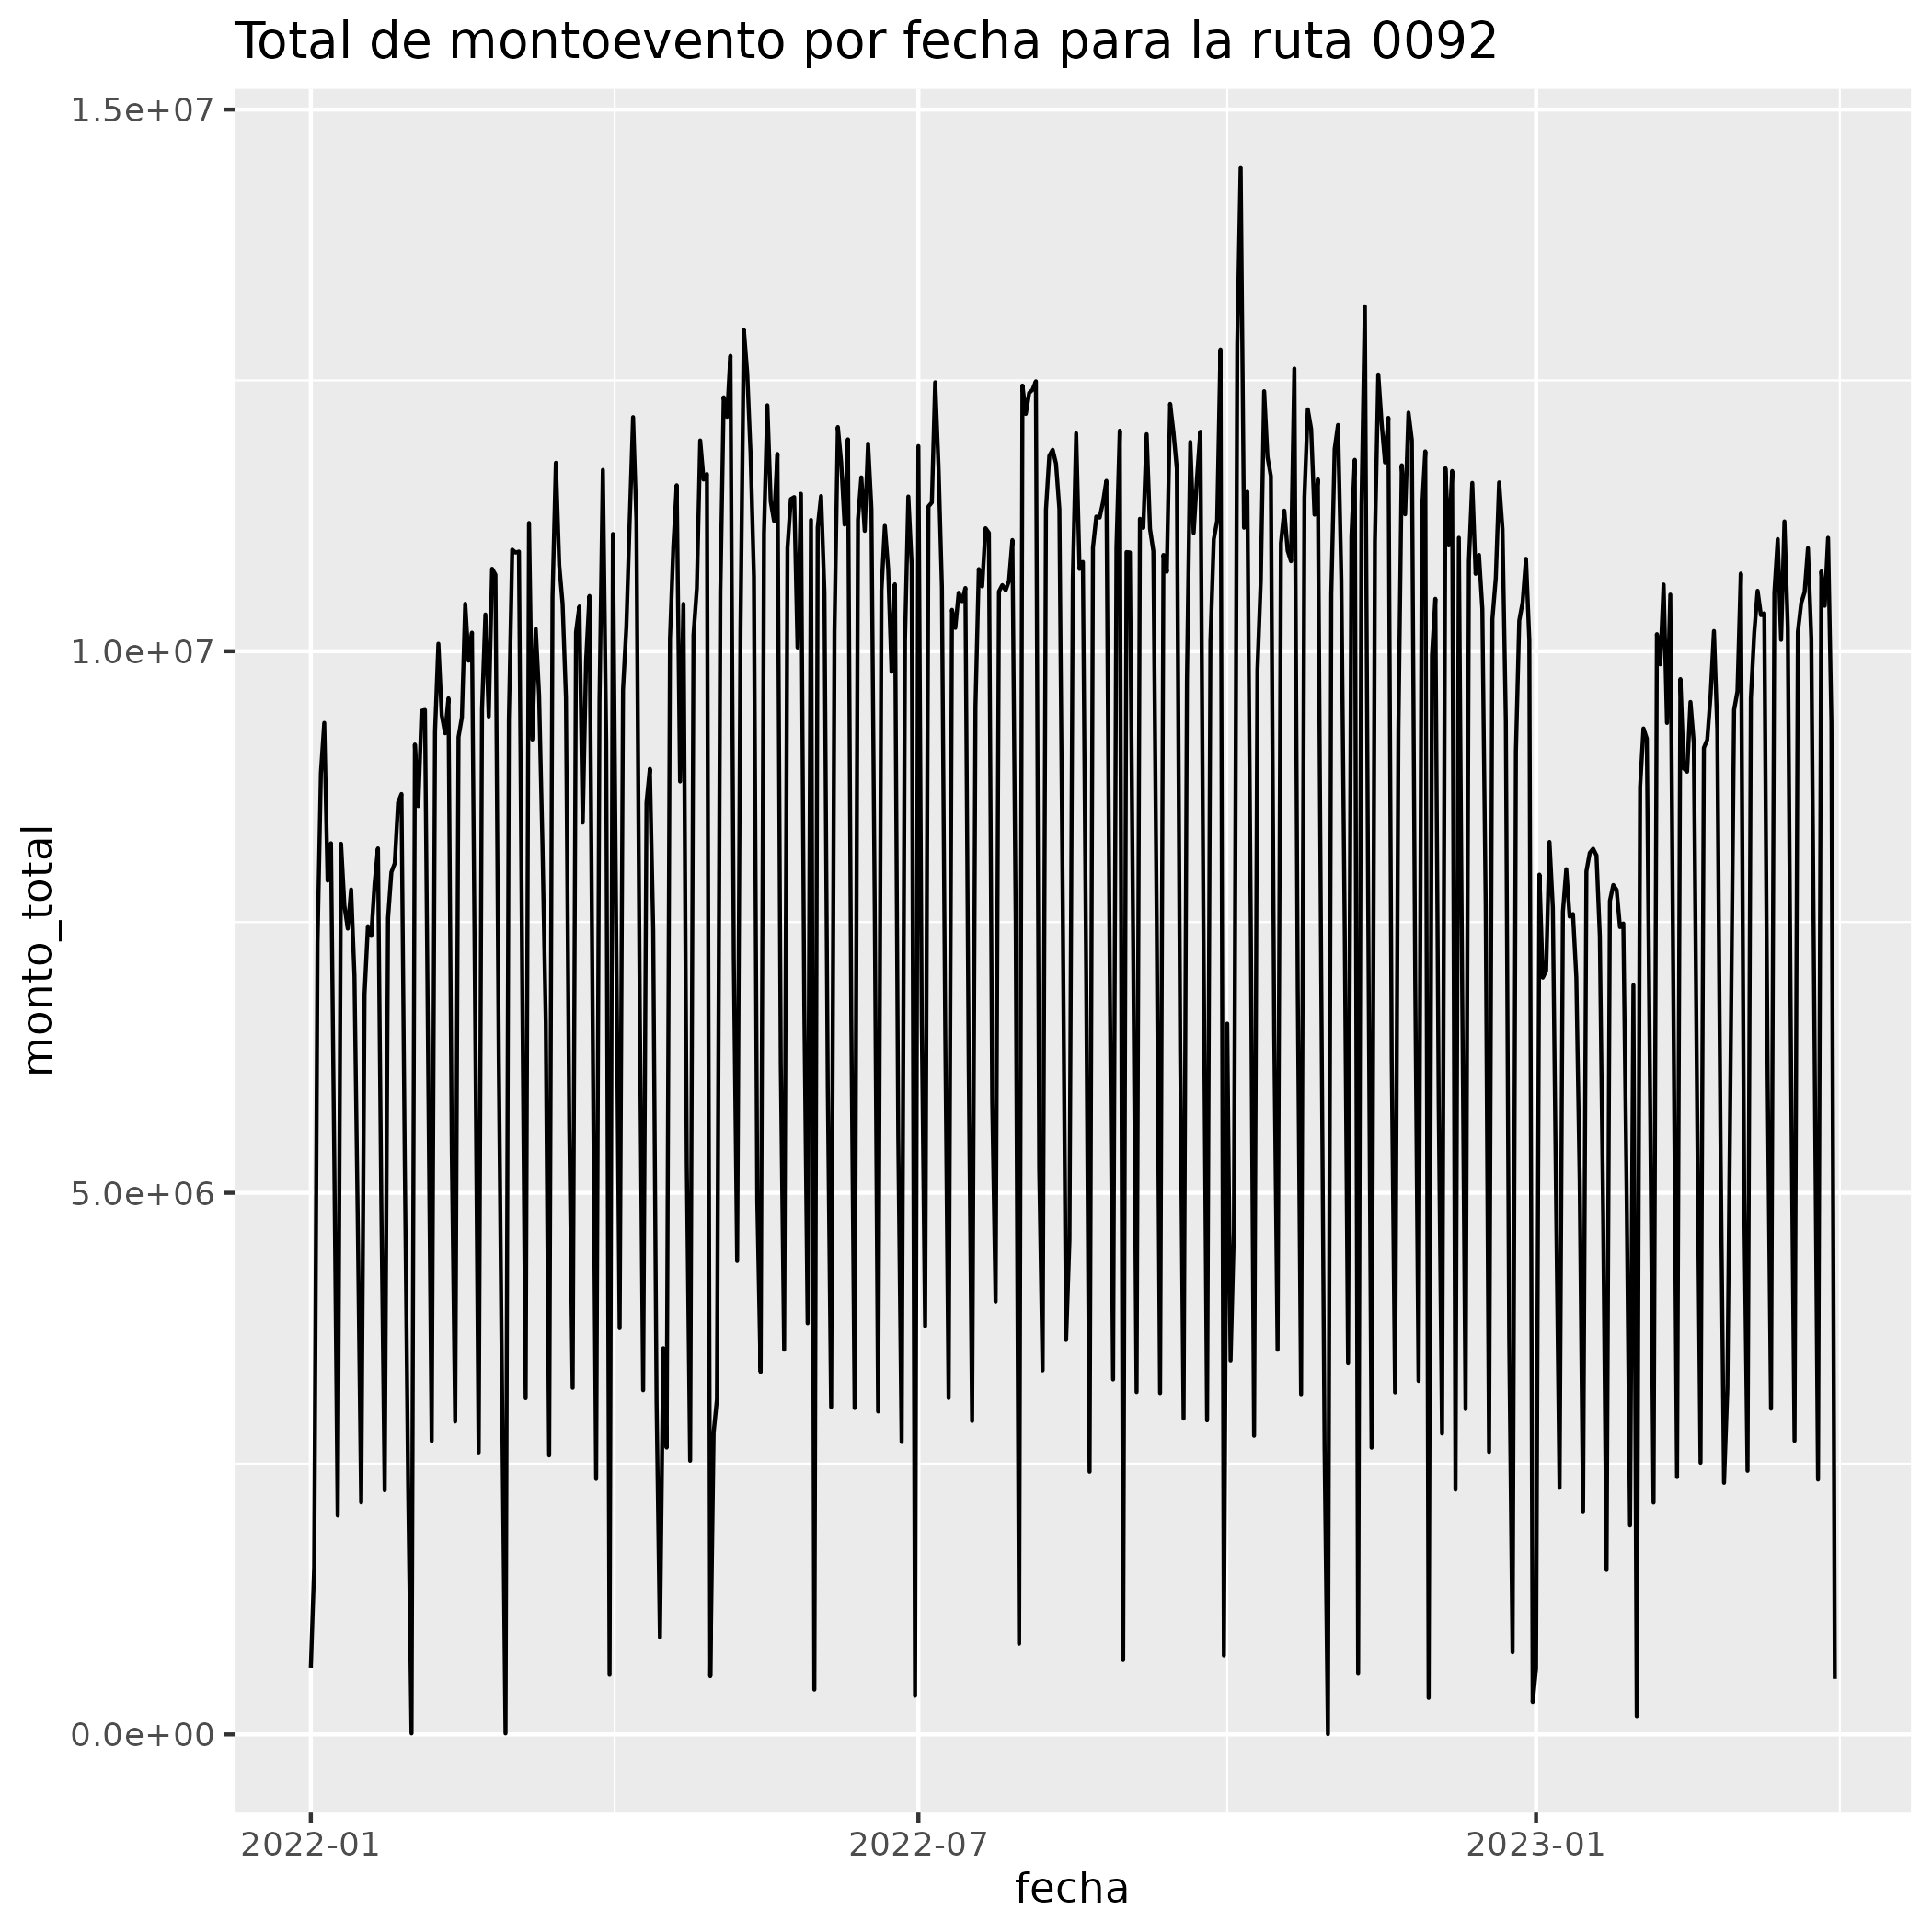 Total de montoevento por fecha para la ruta 0092
1.5e+07
1.0e+07
5.0e+06
0.0e+00
monto_total
2022-01
2022-07
2023-01
fecha